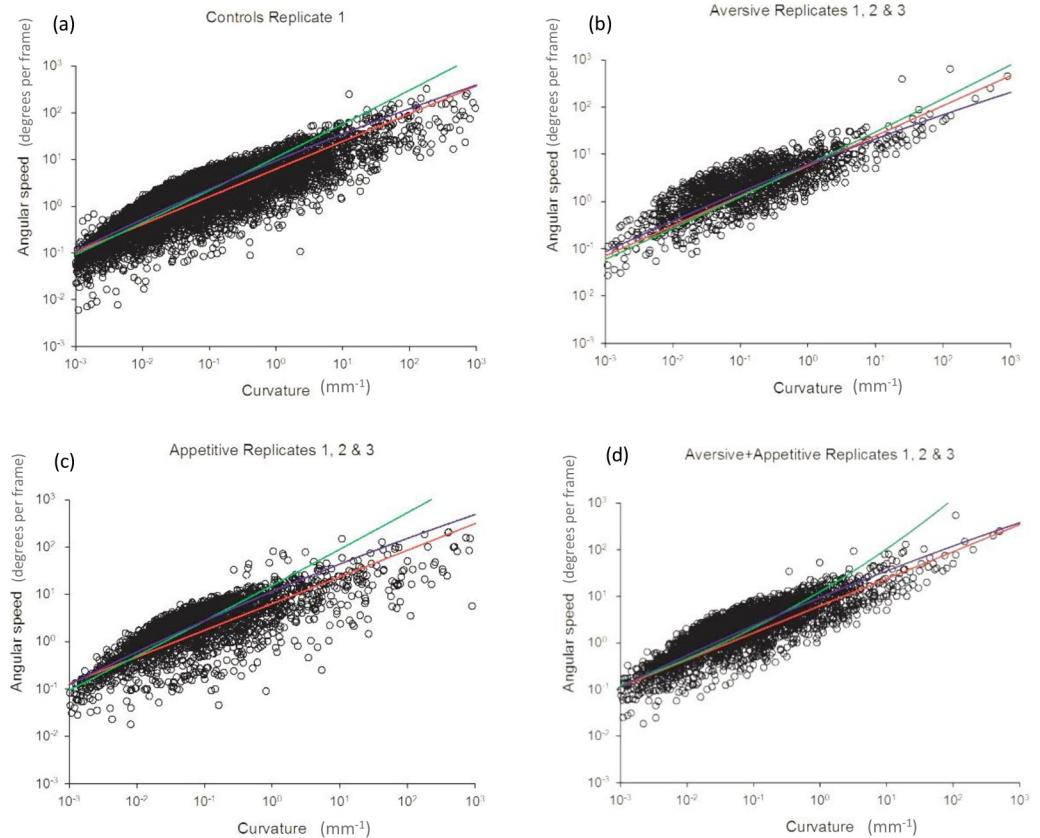 (a)
Controls Replicate 1
Angular speed (degrees per frame)
10³
10²
10¹
10⁰
10⁻¹
10⁻²
10⁻³
10⁻³ 10⁻² 10⁻¹ 10⁰ 10¹ 10² 10³
Curvature (mm⁻¹)
(b)
Aversive Replicates 1, 2 & 3
Angular speed (degrees per frame)
10³
10²
10¹
10⁰
10⁻¹
10⁻²
10⁻³
10⁻³ 10⁻² 10⁻¹ 10⁰ 10¹ 10² 10³
Curvature (mm⁻¹)
(c)
Appetitive Replicates 1, 2 & 3
Angular speed (degrees per frame)
10³
10²
10¹
10⁰
10⁻¹
10⁻²
10⁻³
10⁻³ 10⁻² 10⁻¹ 10⁰ 10¹ 10² 10³
Curvature (mm⁻¹)
(d)
Aversive+Appetitive Replicates 1, 2 & 3
Angular speed (degrees per frame)
10³
10²
10¹
10⁰
10⁻¹
10⁻²
10⁻³
10⁻³ 10⁻² 10⁻¹ 10⁰ 10¹ 10² 10³
Curvature (mm⁻¹)